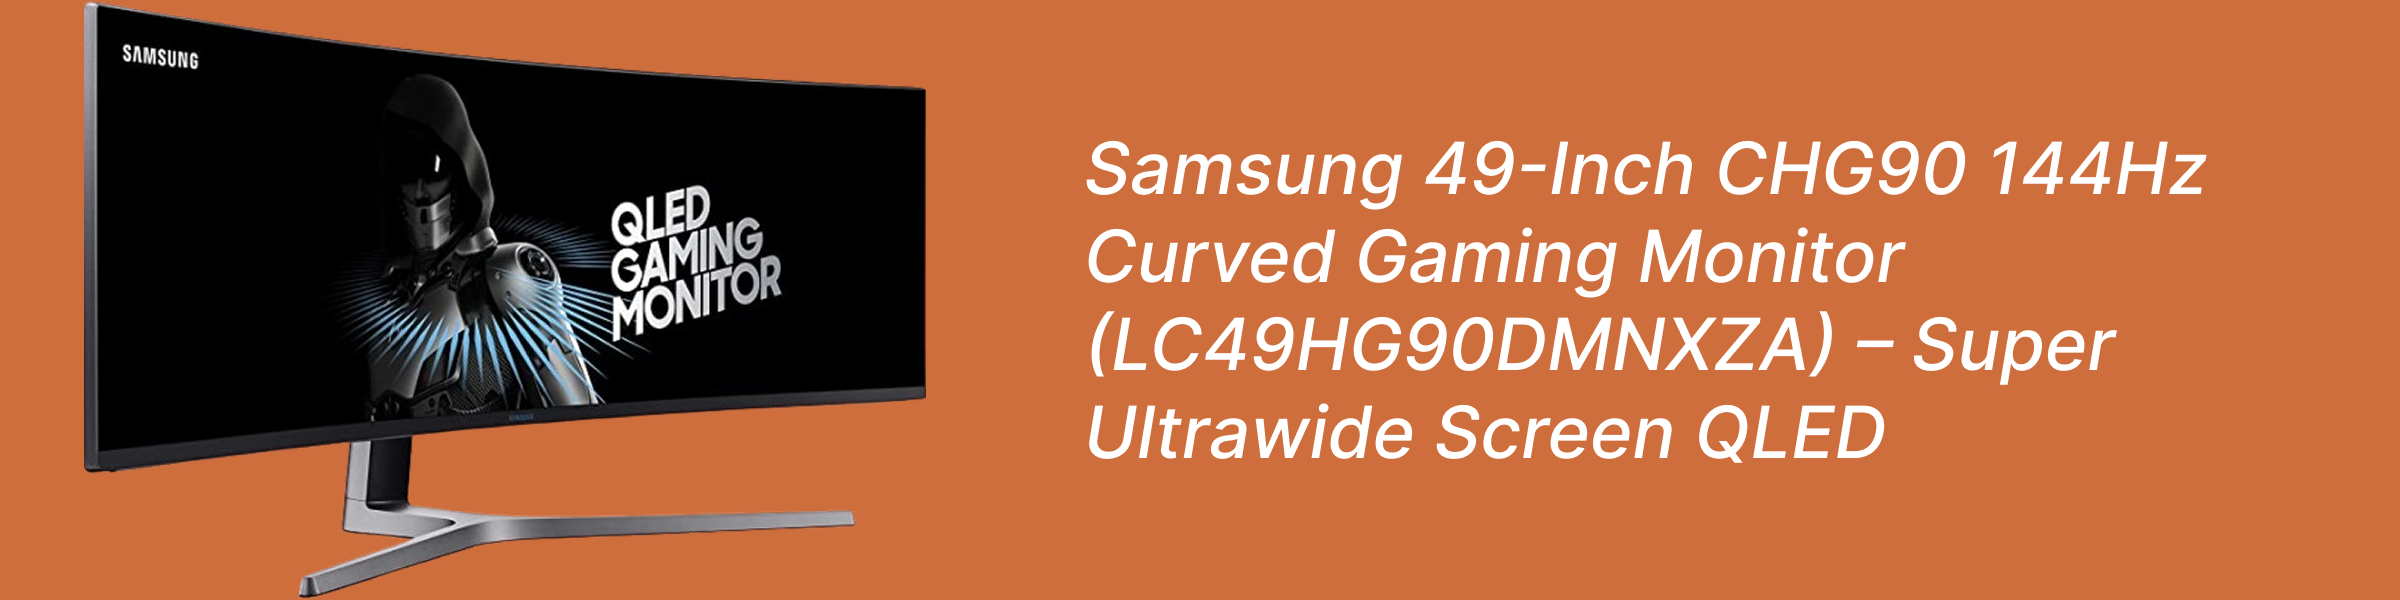 SAMSUNG
QLED
GAMING
MONITOR
Samsung 49-Inch CHG90 144Hz
Curved Gaming Monitor
(LC49HG90DMNXZA) – Super
Ultrawide Screen QLED